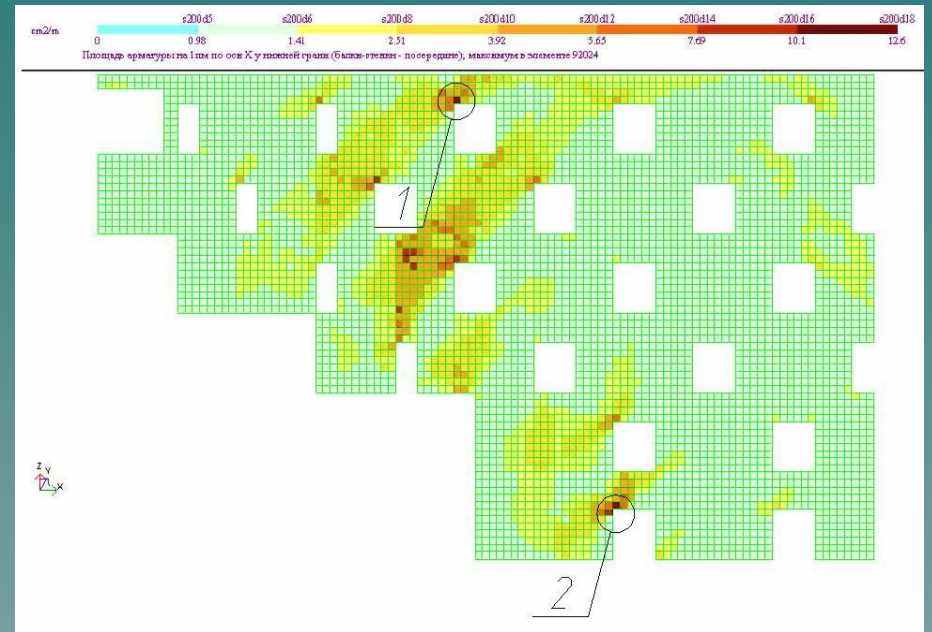 s200d5 s200d6 s200d8 s200d10 s200d12 s200d14 s200d16 s200d18
cm2/m
0 0.98 1.41 2.51 3.92 5.65 7.69 10.1 12.6
Площадь арматуры на 1пм по оси X у нижней грани (балки-стенки - посередине), максимум в элементе 92024
1
Z Y
X
2